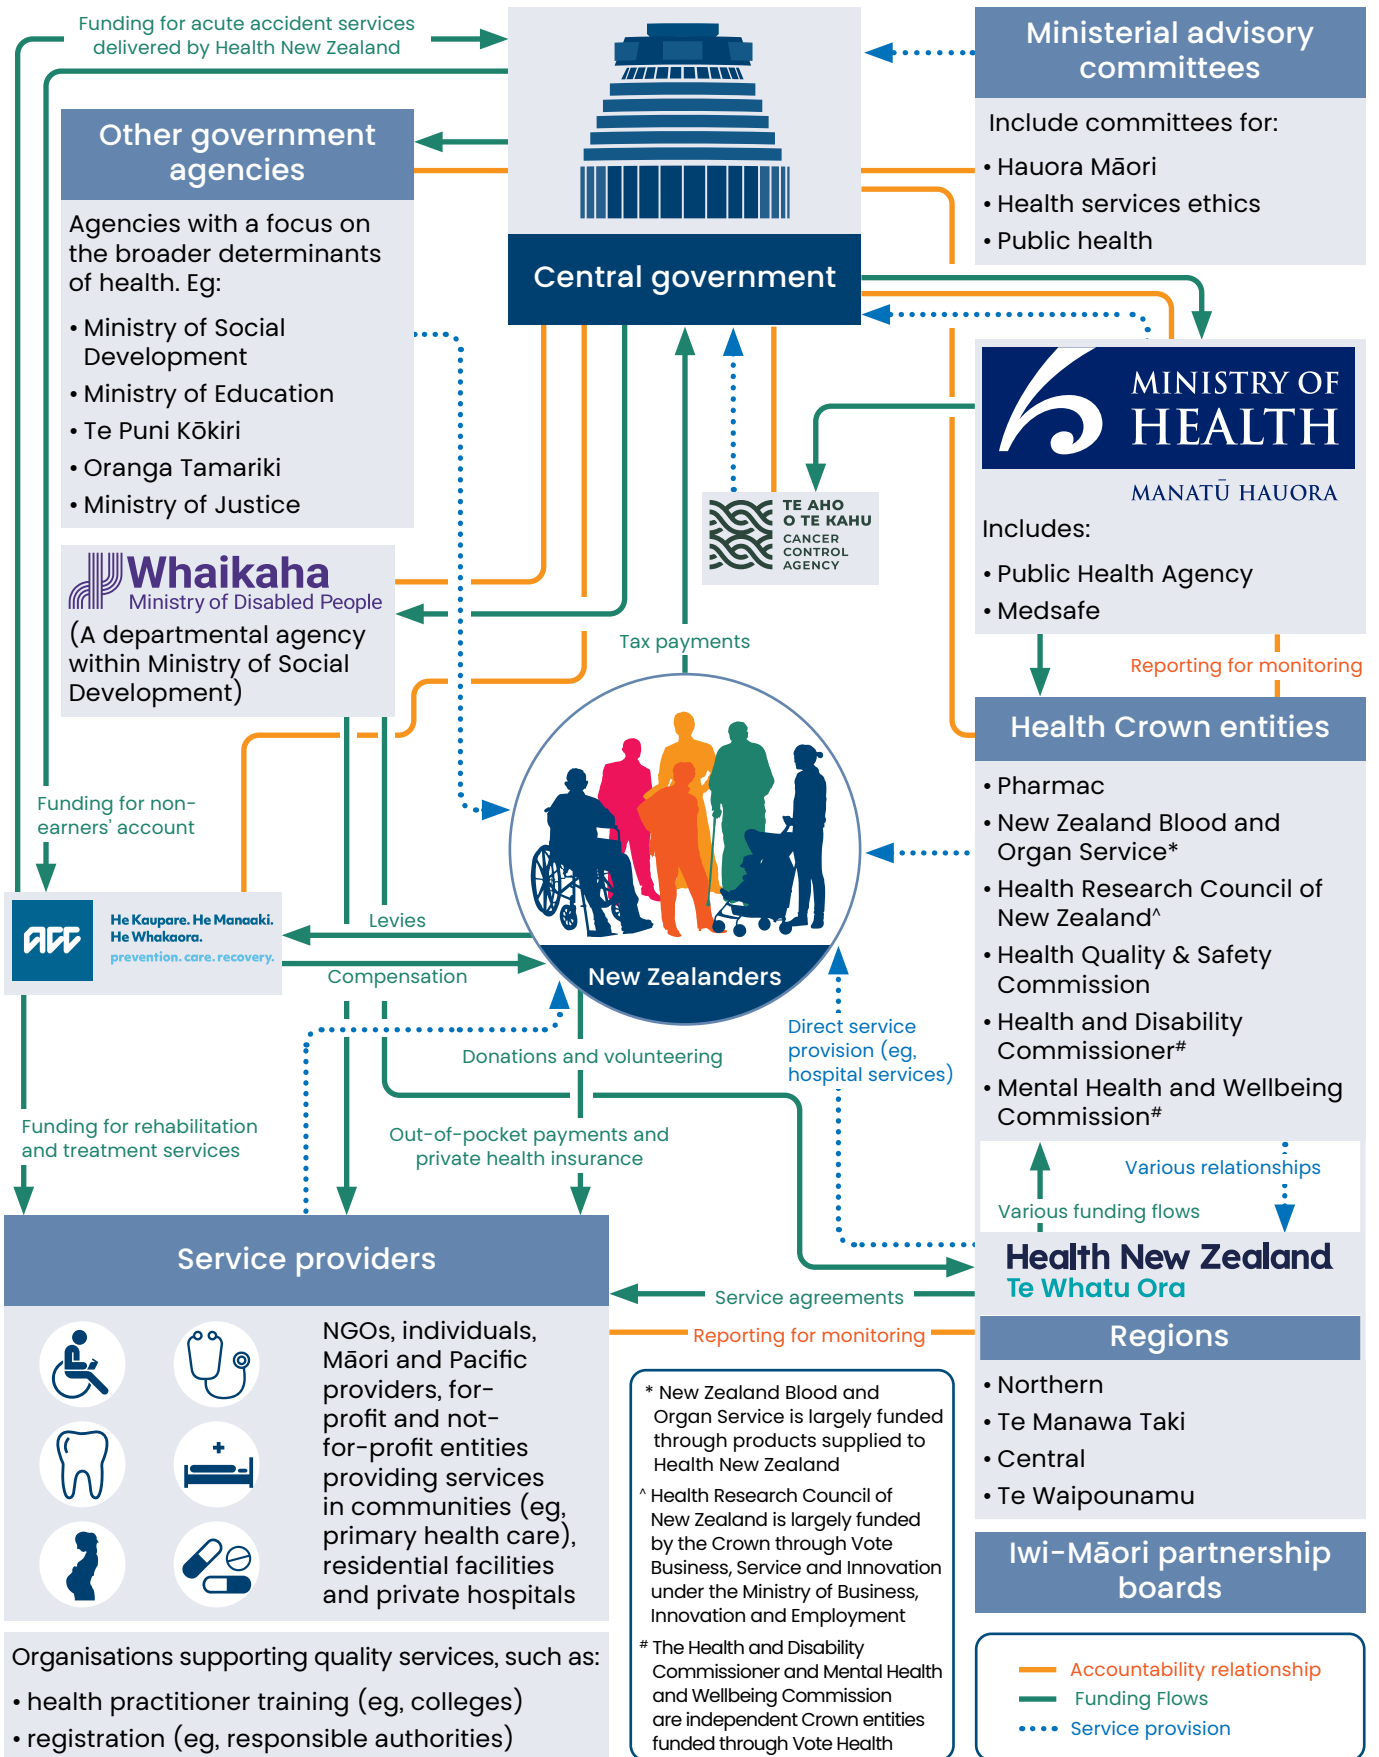 Funding for acute accident services
delivered by Health New Zealand
Ministerial advisory
committees
Include committees for:
• Hauora Māori
• Health services ethics
• Public health
Other government
agencies
Agencies with a focus on
the broader determinants
of health. Eg:
• Ministry of Social
Development
• Ministry of Education
• Te Puni Kōkiri
• Oranga Tamariki
• Ministry of Justice
Central government
MINISTRY OF
HEALTH
MANATŪ HAUORA
Includes:
• Public Health Agency
• Medsafe
TE AHO
O TE KAHU
CANCER
CONTROL
AGENCY
Whaikaha
Ministry of Disabled People
(A departmental agency
within Ministry of Social
Development)
Tax payments
Reporting for monitoring
Health Crown entities
• Pharmac
• New Zealand Blood and
Organ Service*
• Health Research Council of
New Zealand^
• Health Quality & Safety
Commission
• Health and Disability
Commissioner#
• Mental Health and Wellbeing
Commission#
Funding for non-
earners' account
acc
He Kaupare. He Manaaki.
He Whakaora.
prevention. care. recovery.
Levies
Compensation
New Zealanders
Direct service
provision (eg,
hospital services)
Donations and volunteering
Funding for rehabilitation
and treatment services
Out-of-pocket payments and
private health insurance
Various relationships
Various funding flows
Service providers
NGOs, individuals,
Māori and Pacific
providers, for-
profit and not-
for-profit entities
providing services
in communities (eg,
primary health care),
residential facilities
and private hospitals
Service agreements
Reporting for monitoring
Health New Zealand
Te Whatu Ora
Regions
• Northern
• Te Manawa Taki
• Central
• Te Waipounamu
Iwi-Māori partnership
boards
* New Zealand Blood and
Organ Service is largely funded
through products supplied to
Health New Zealand
^ Health Research Council of
New Zealand is largely funded
by the Crown through Vote
Business, Service and Innovation
under the Ministry of Business,
Innovation and Employment
# The Health and Disability
Commissioner and Mental Health
and Wellbeing Commission
are independent Crown entities
funded through Vote Health
Organisations supporting quality services, such as:
• health practitioner training (eg, colleges)
• registration (eg, responsible authorities)
Accountability relationship
Funding Flows
Service provision